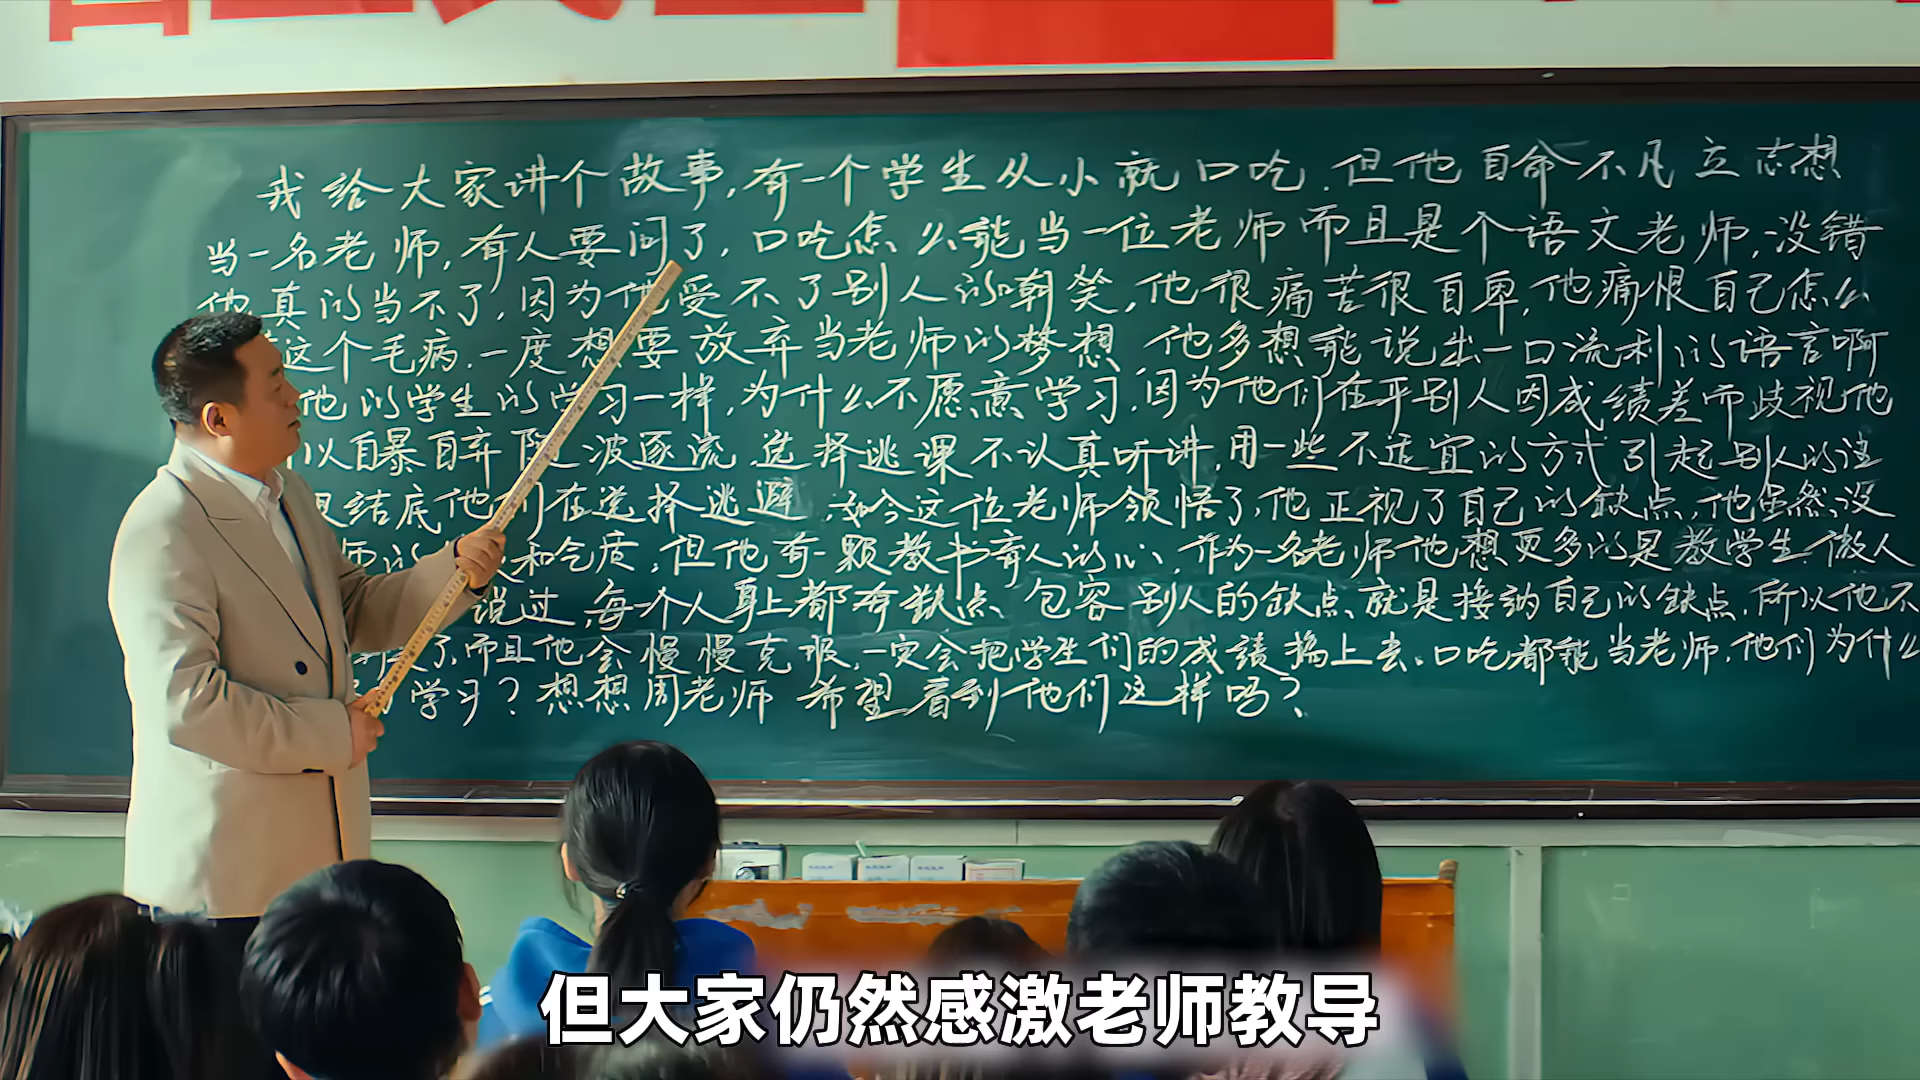 我给大家讲个故事,有一个学生从小就口吃.但他自命不凡立志想
当一名老师,有人要问了,口吃怎么能当一位老师而且是个语文老师,没错
他真的当不了,因为他受不了别人的嘲笑,他很痛苦很自卑,他痛恨自己怎么
这个毛病.一度想要放弃当老师的梦想 他多想能说出一口流利的语言啊
他的学生的学习一样,为什么不愿意学习.因为他们在乎别人因成绩差而歧视他
以自暴自弃随波逐流.选择逃课不认真听讲,用一些不适宜的方式引起别人的注
结底他们在选择逃避.如今这位老师领悟了,他正视了自己的缺点,他虽然没
和气质,但他有一颗教书育人的心,作为一名老师他想更多的是教学生做人
说过,每个人身上都有缺点 包容别人的缺点就是接纳自己的缺点.所以他不
了,而且他会慢慢克服,一定会把学生们的成绩搞上去。口吃都能当老师,他们为什么
学习?想想周老师希望看到他们这样吗?
但大家仍然感激老师教导